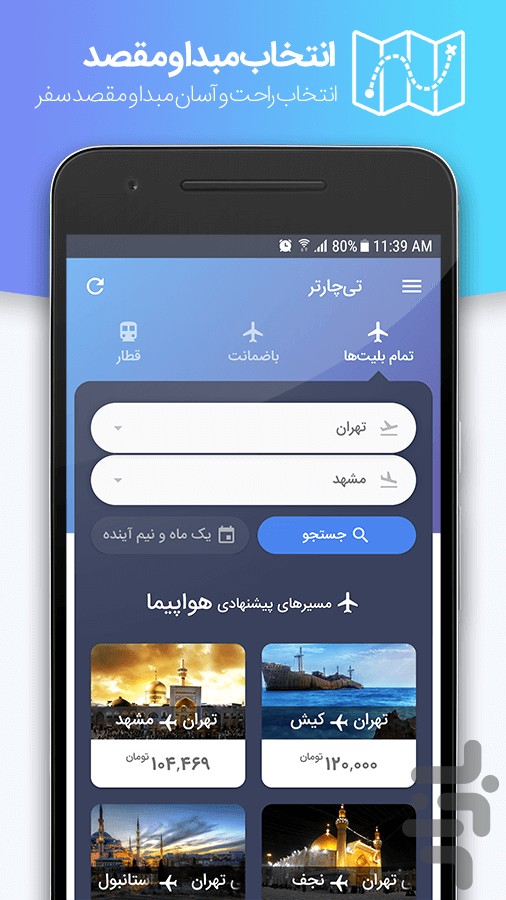 انتخاب مبدا و مقصد
انتخاب راحت و آسان مبدا و مقصد سفر
80% 11:39 AM
تی‌چارتر
تمام بلیت‌ها
باضمانت
قطار
تهران
مشهد
جستجو
یک ماه و نیم آینده
مسیرهای پیشنهادی هواپیما
تهران کیش
۱۲۰,۰۰۰ تومان
تهران مشهد
۱۰۴,۴۶۹ تومان
تهران نجف
تهران استانبول
بازار